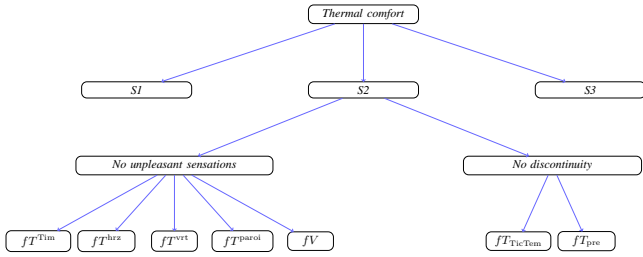 Thermal comfort
S1 S2 S3
No unpleasant sensations No discontinuity
fT^Tim fT^hrz fT^vrt fT^paroi fV fT_TicTem fT_pre